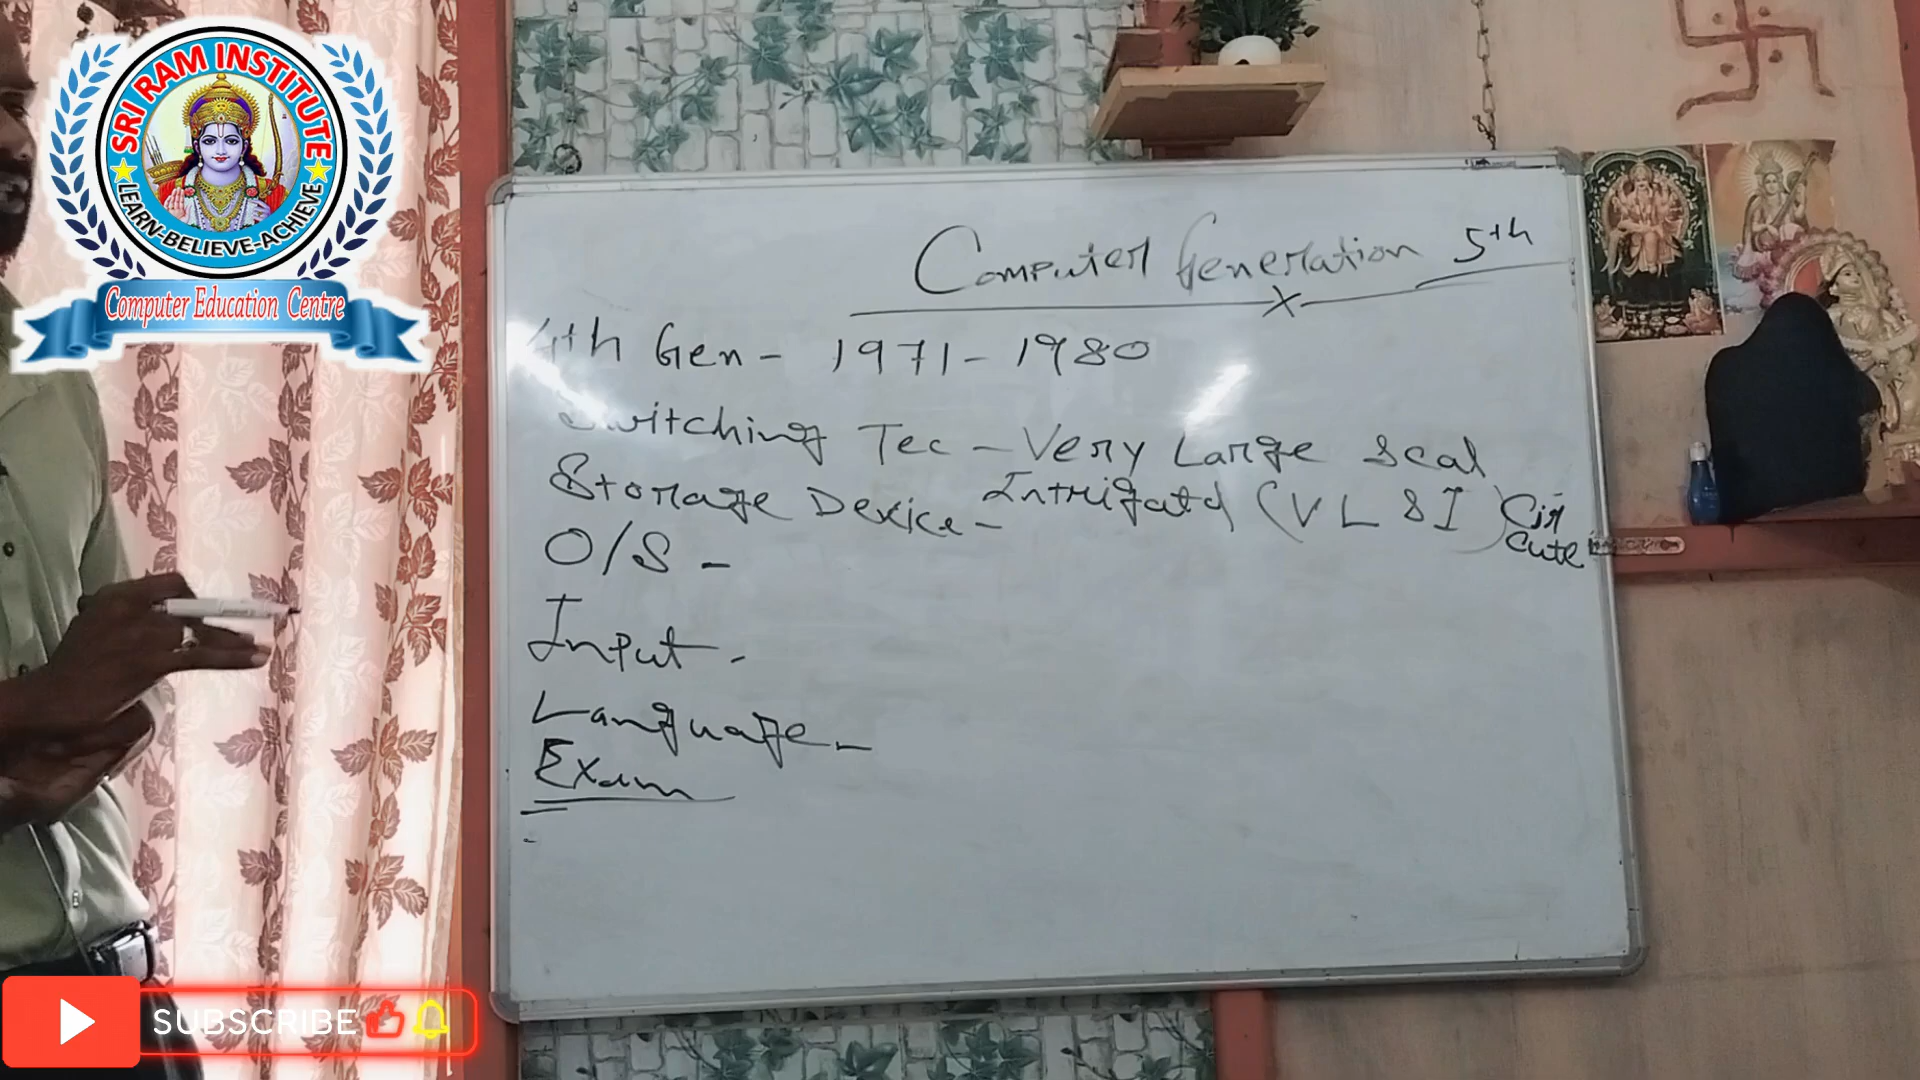 SRI RAM INSTITUTE
LEARN-BELIEVE-ACHIEVE
Computer Education Centre
Computer Generation 5th
4th Gen - 1971 - 1980
Switching Tec - Very Large Scal
Storage Device - Intrigatd (VLSI) Cir
cute
O/S -
Input -
Language -
Exam
SUBSCRIBE